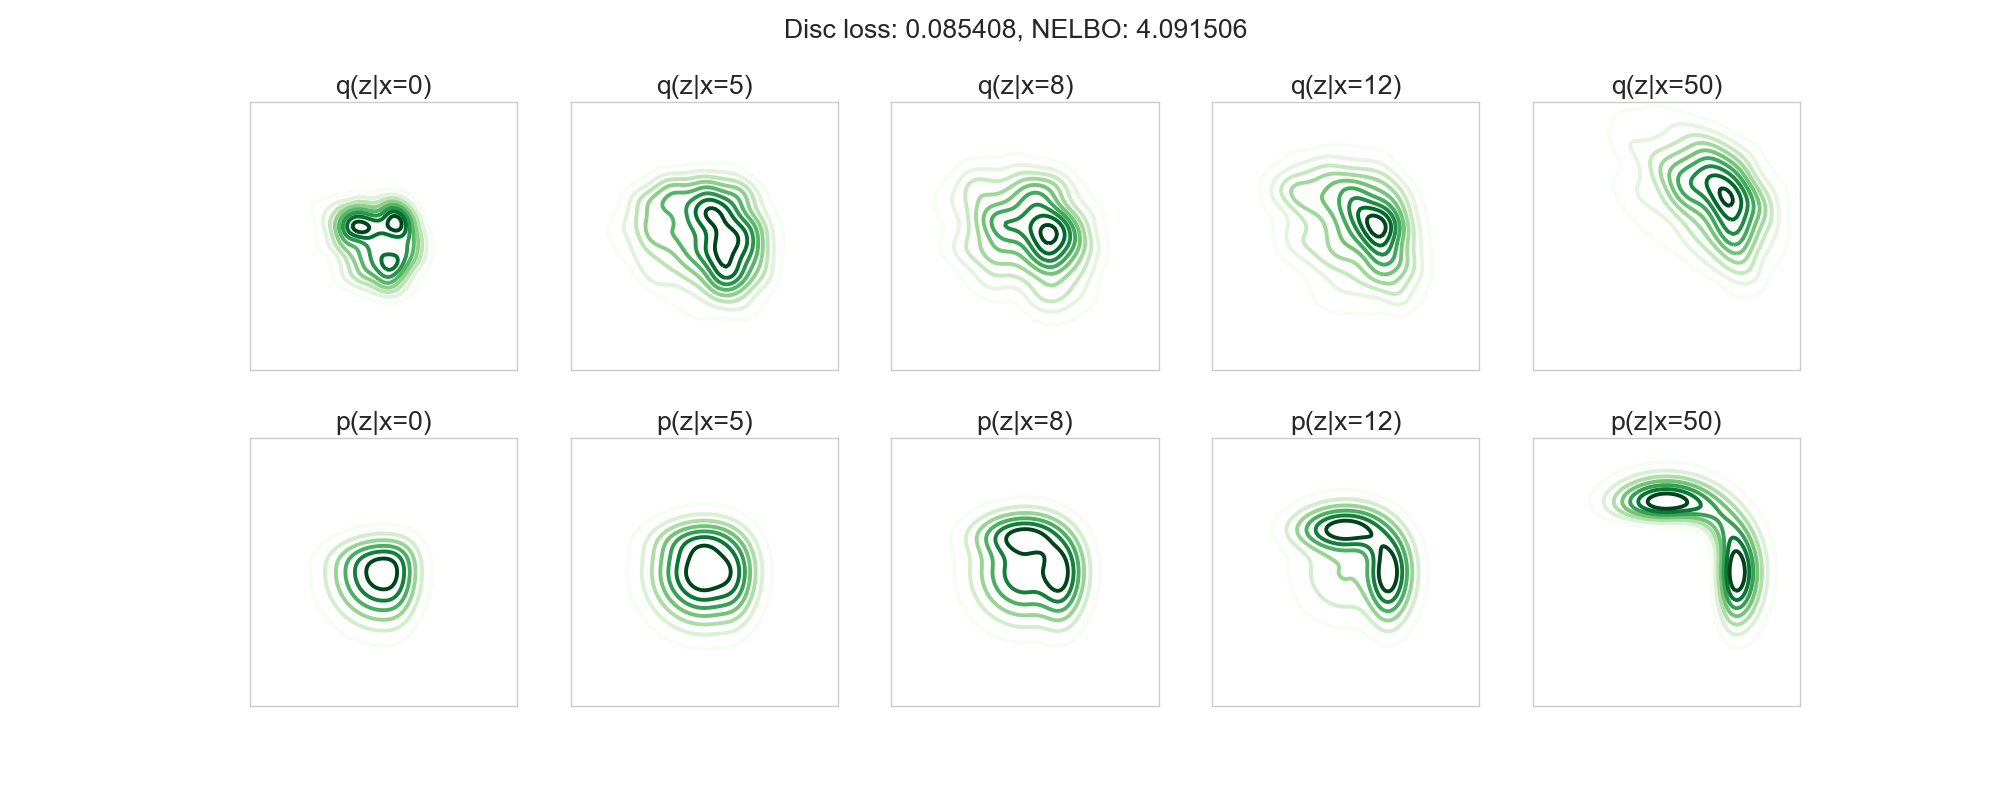 Disc loss: 0.085408, NELBO: 4.091506
q(z|x=0) q(z|x=5) q(z|x=8) q(z|x=12) q(z|x=50)
p(z|x=0) p(z|x=5) p(z|x=8) p(z|x=12) p(z|x=50)